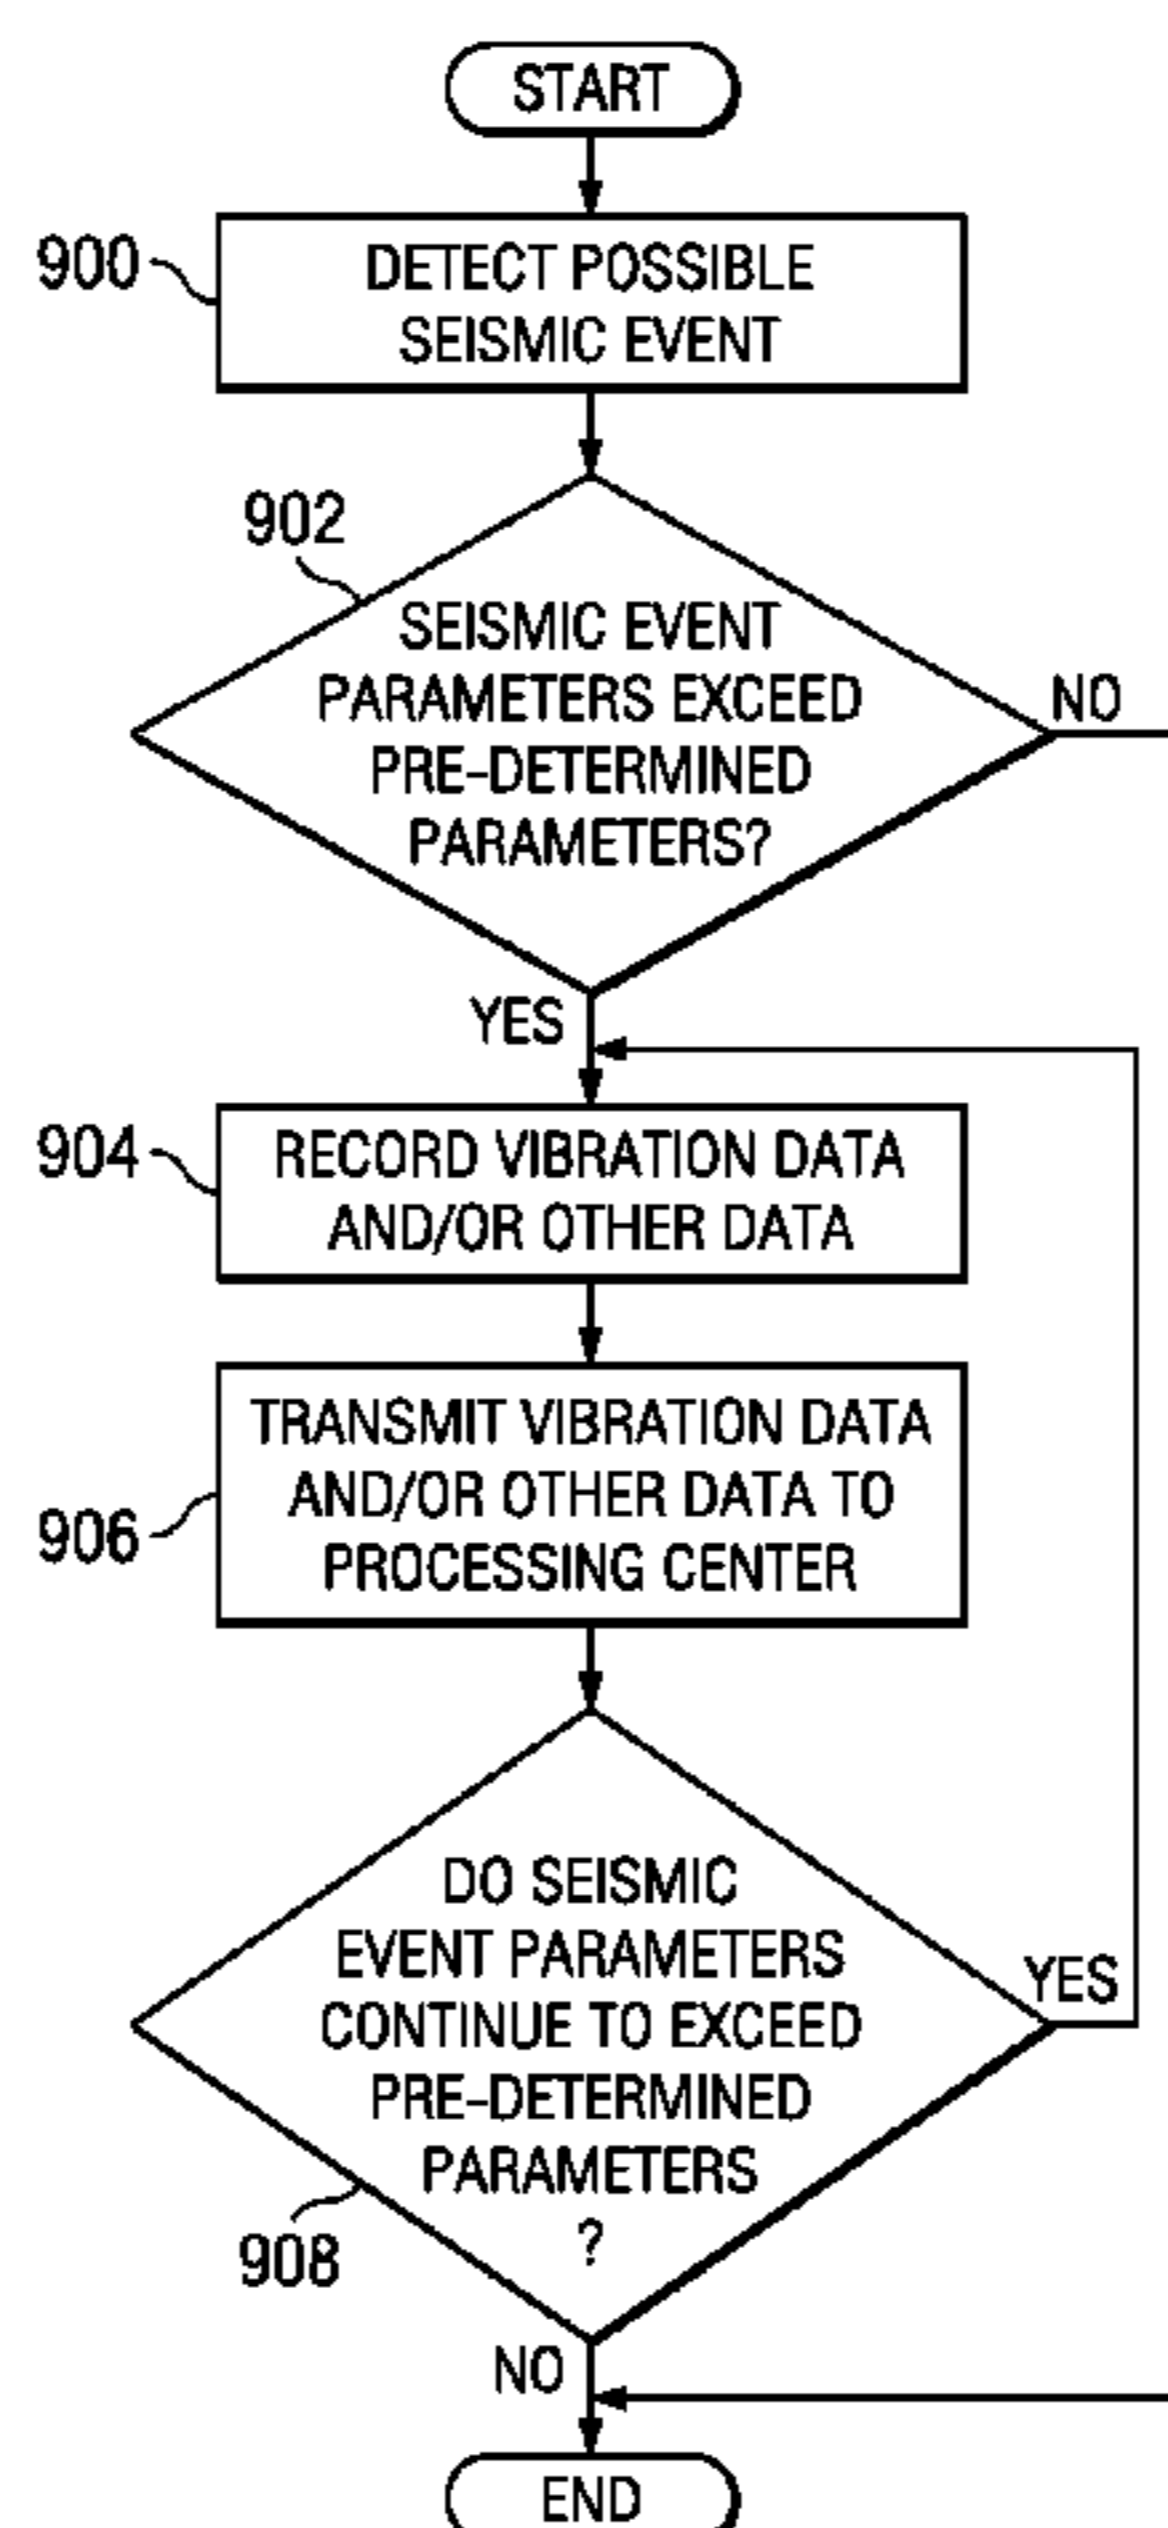 START
900
DETECT POSSIBLE
SEISMIC EVENT
902
SEISMIC EVENT
PARAMETERS EXCEED
PRE-DETERMINED
PARAMETERS?
NO
YES
904
RECORD VIBRATION DATA
AND/OR OTHER DATA
906
TRANSMIT VIBRATION DATA
AND/OR OTHER DATA TO
PROCESSING CENTER
DO SEISMIC
EVENT PARAMETERS
CONTINUE TO EXCEED
PRE-DETERMINED
PARAMETERS
?
YES
908
NO
END